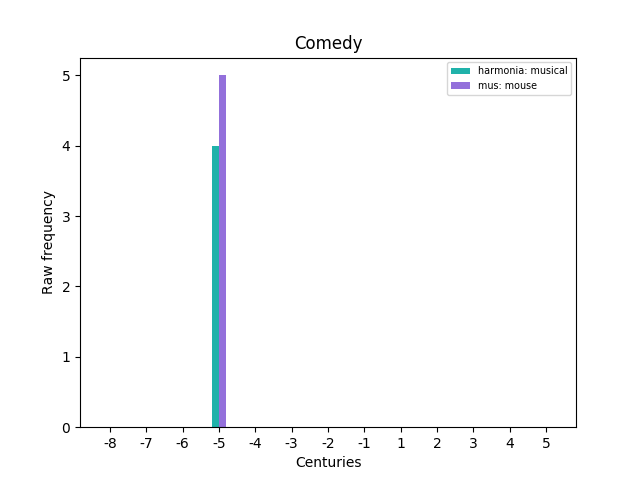 Comedy
harmonia: musical
mus: mouse
Raw frequency
5
4
3
2
1
0
-8 -7 -6 -5 -4 -3 -2 -1 1 2 3 4 5
Centuries